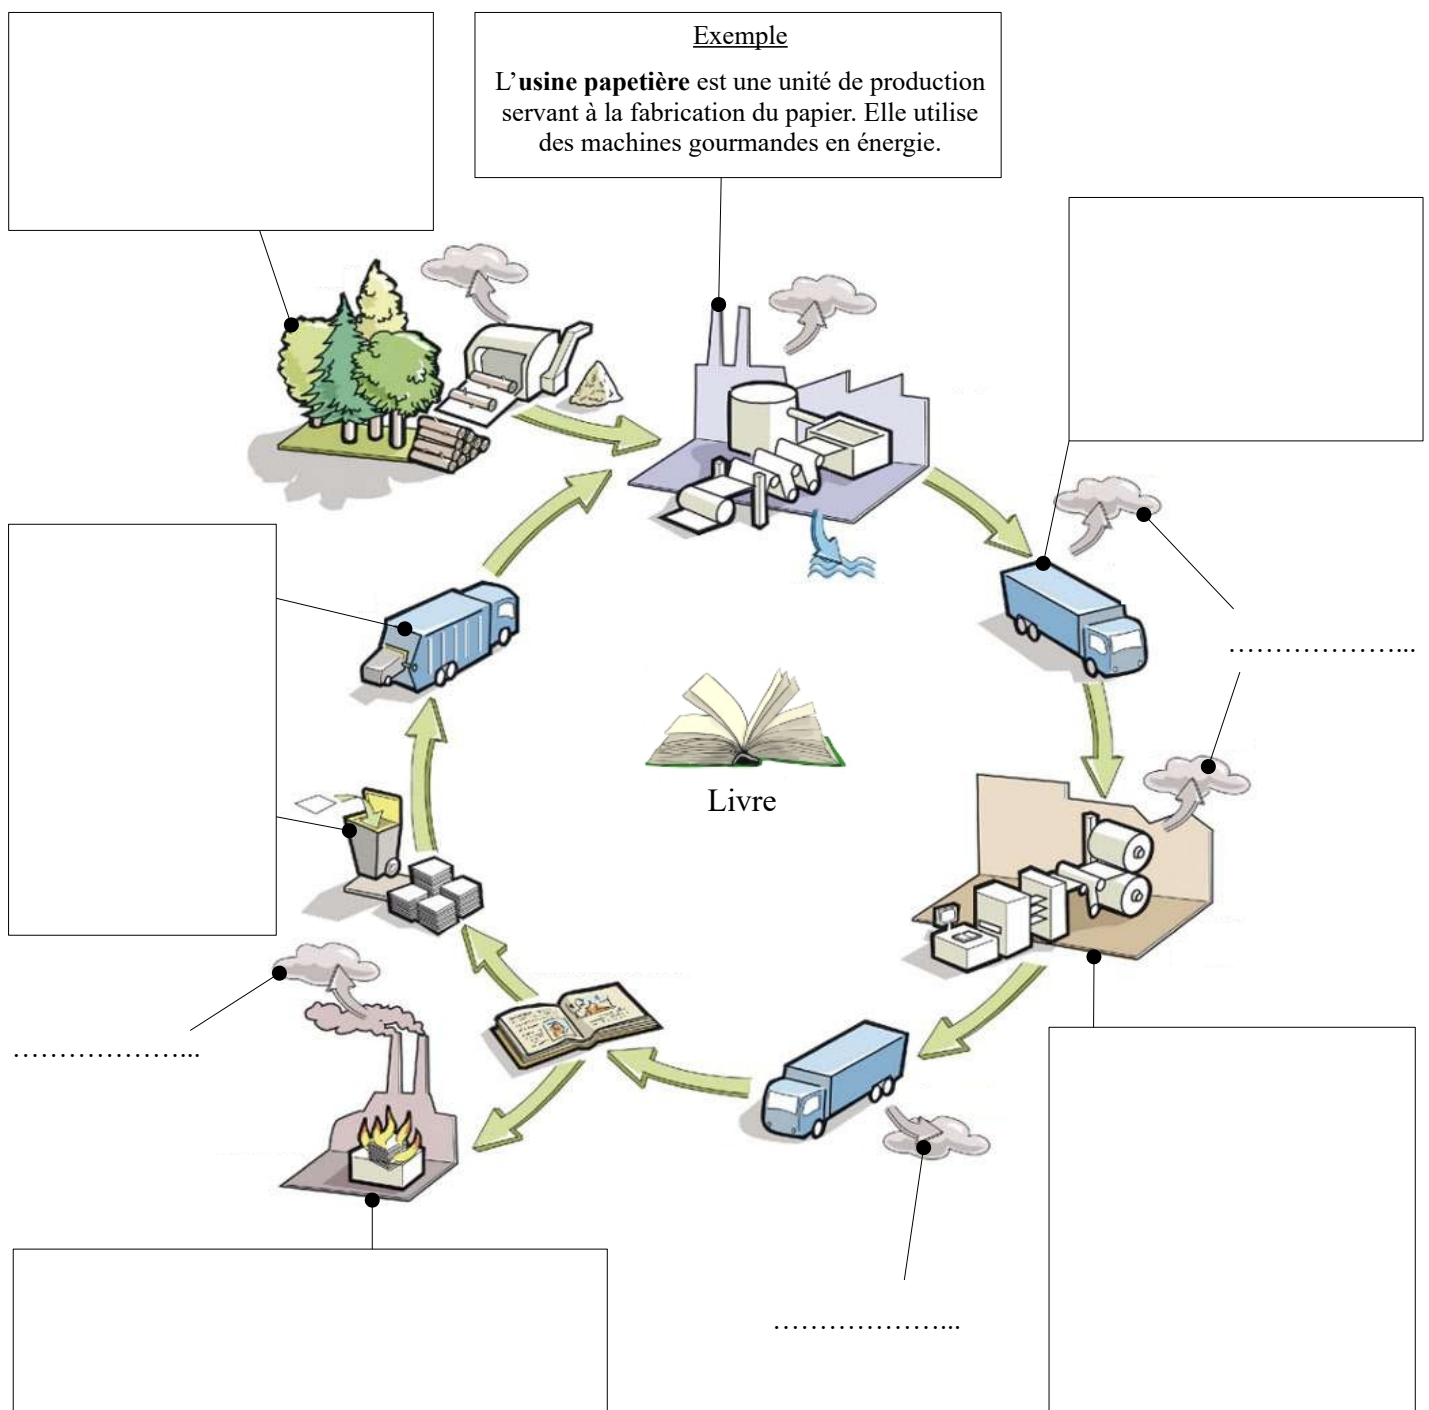 Exemple
L’usine papetière est une unité de production
servant à la fabrication du papier. Elle utilise
des machines gourmandes en énergie.
…………………...
Livre
…………………...
…………………...